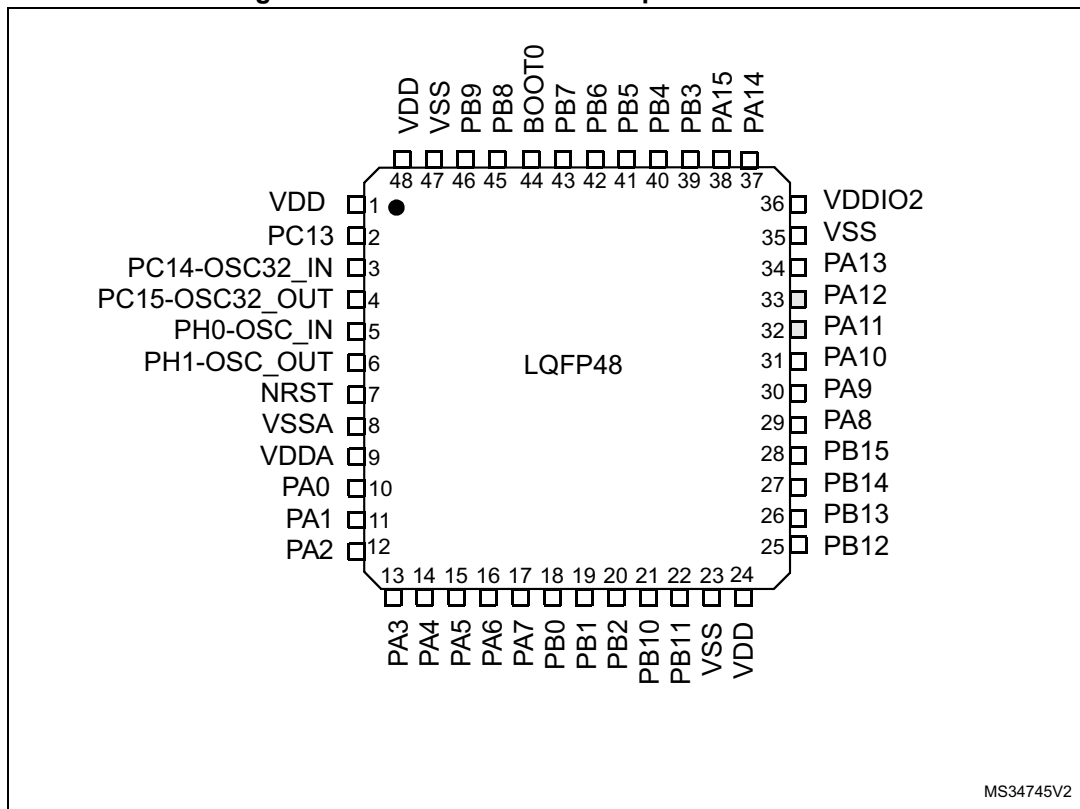 VDD
VSS
PB9
PB8
BOOT0
PB7
PB6
PB5
PB4
PB3
PA15
PA14
48 47 46 45 44 43 42 41 40 39 38 37
VDD 1
PC13 2
PC14-OSC32_IN 3
PC15-OSC32_OUT 4
PH0-OSC_IN 5
PH1-OSC_OUT 6
NRST 7
VSSA 8
VDDA 9
PA0 10
PA1 11
PA2 12
LQFP48
36 VDDIO2
35 VSS
34 PA13
33 PA12
32 PA11
31 PA10
30 PA9
29 PA8
28 PB15
27 PB14
26 PB13
25 PB12
13 14 15 16 17 18 19 20 21 22 23 24
PA3
PA4
PA5
PA6
PA7
PB0
PB1
PB2
PB10
PB11
VSS
VDD
MS34745V2